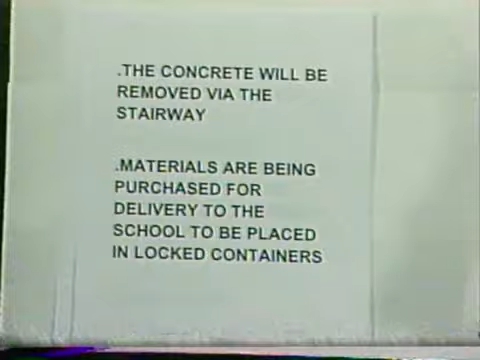 .THE CONCRETE WILL BE
REMOVED VIA THE
STAIRWAY
.MATERIALS ARE BEING
PURCHASED FOR
DELIVERY TO THE
SCHOOL TO BE PLACED
IN LOCKED CONTAINERS